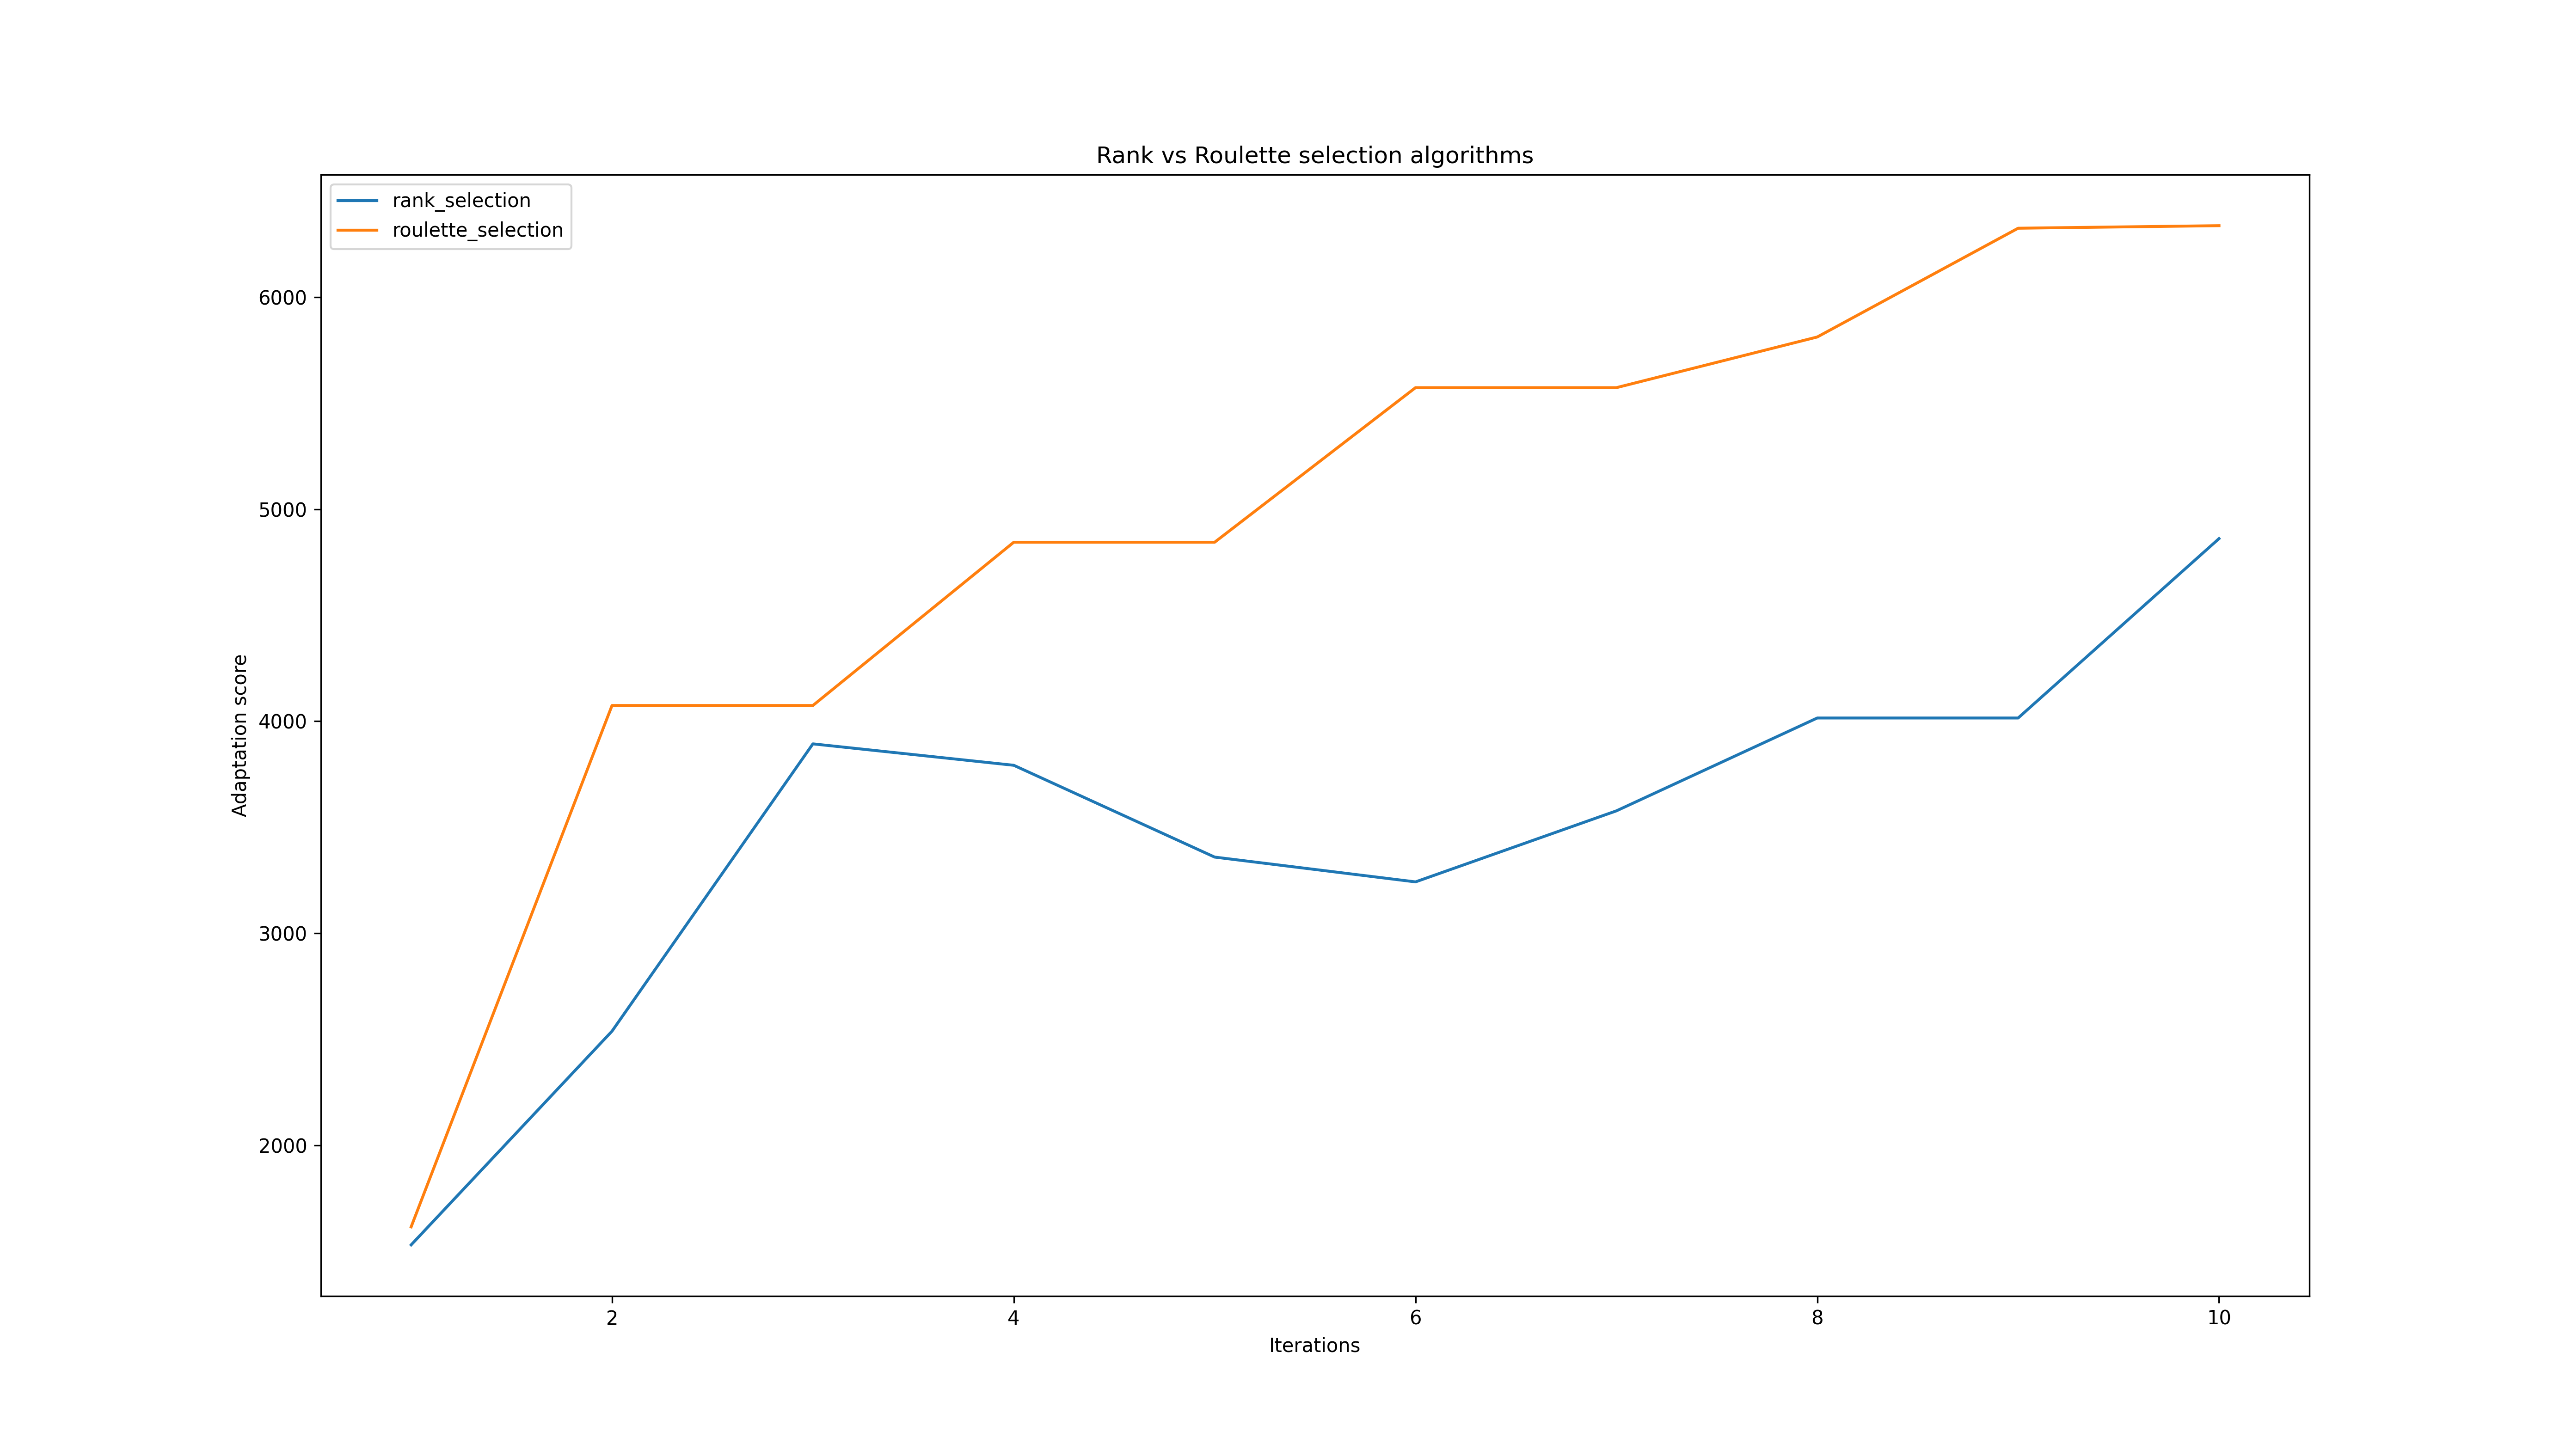 Rank vs Roulette selection algorithms
rank_selection
roulette_selection
6000
5000
4000
3000
2000
Adaptation score
2 4 6 8 10
Iterations